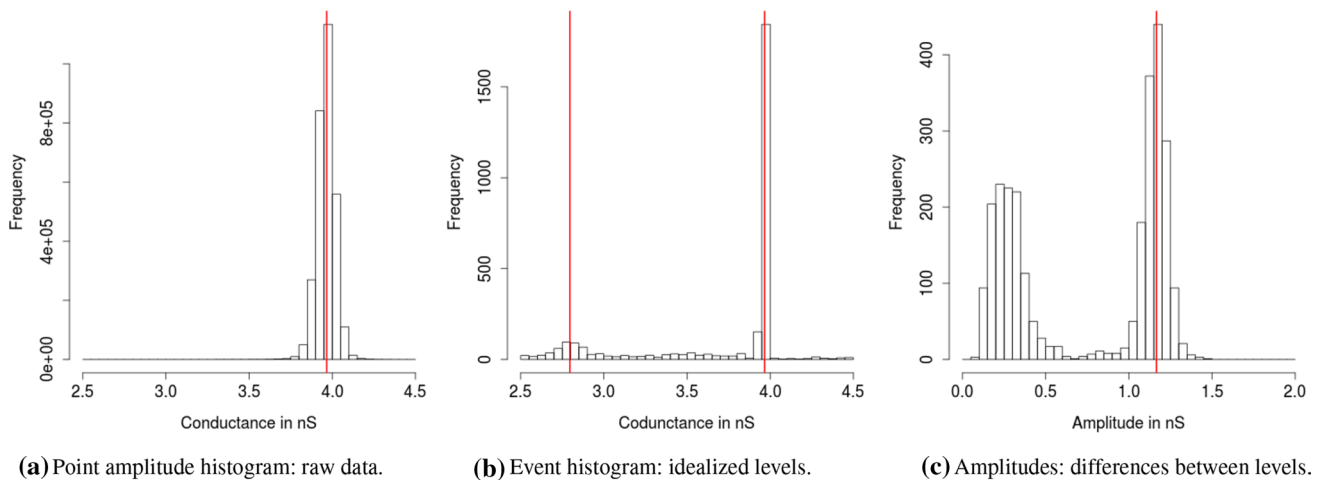 8e+05
4e+05
0e+00
Frequency
2.5 3.0 3.5 4.0 4.5
Conductance in nS
(a) Point amplitude histogram: raw data.
1500
1000
500
0
Frequency
2.5 3.0 3.5 4.0 4.5
Codunctance in nS
(b) Event histogram: idealized levels.
400
300
200
100
0
Frequency
0.0 0.5 1.0 1.5 2.0
Amplitude in nS
(c) Amplitudes: differences between levels.